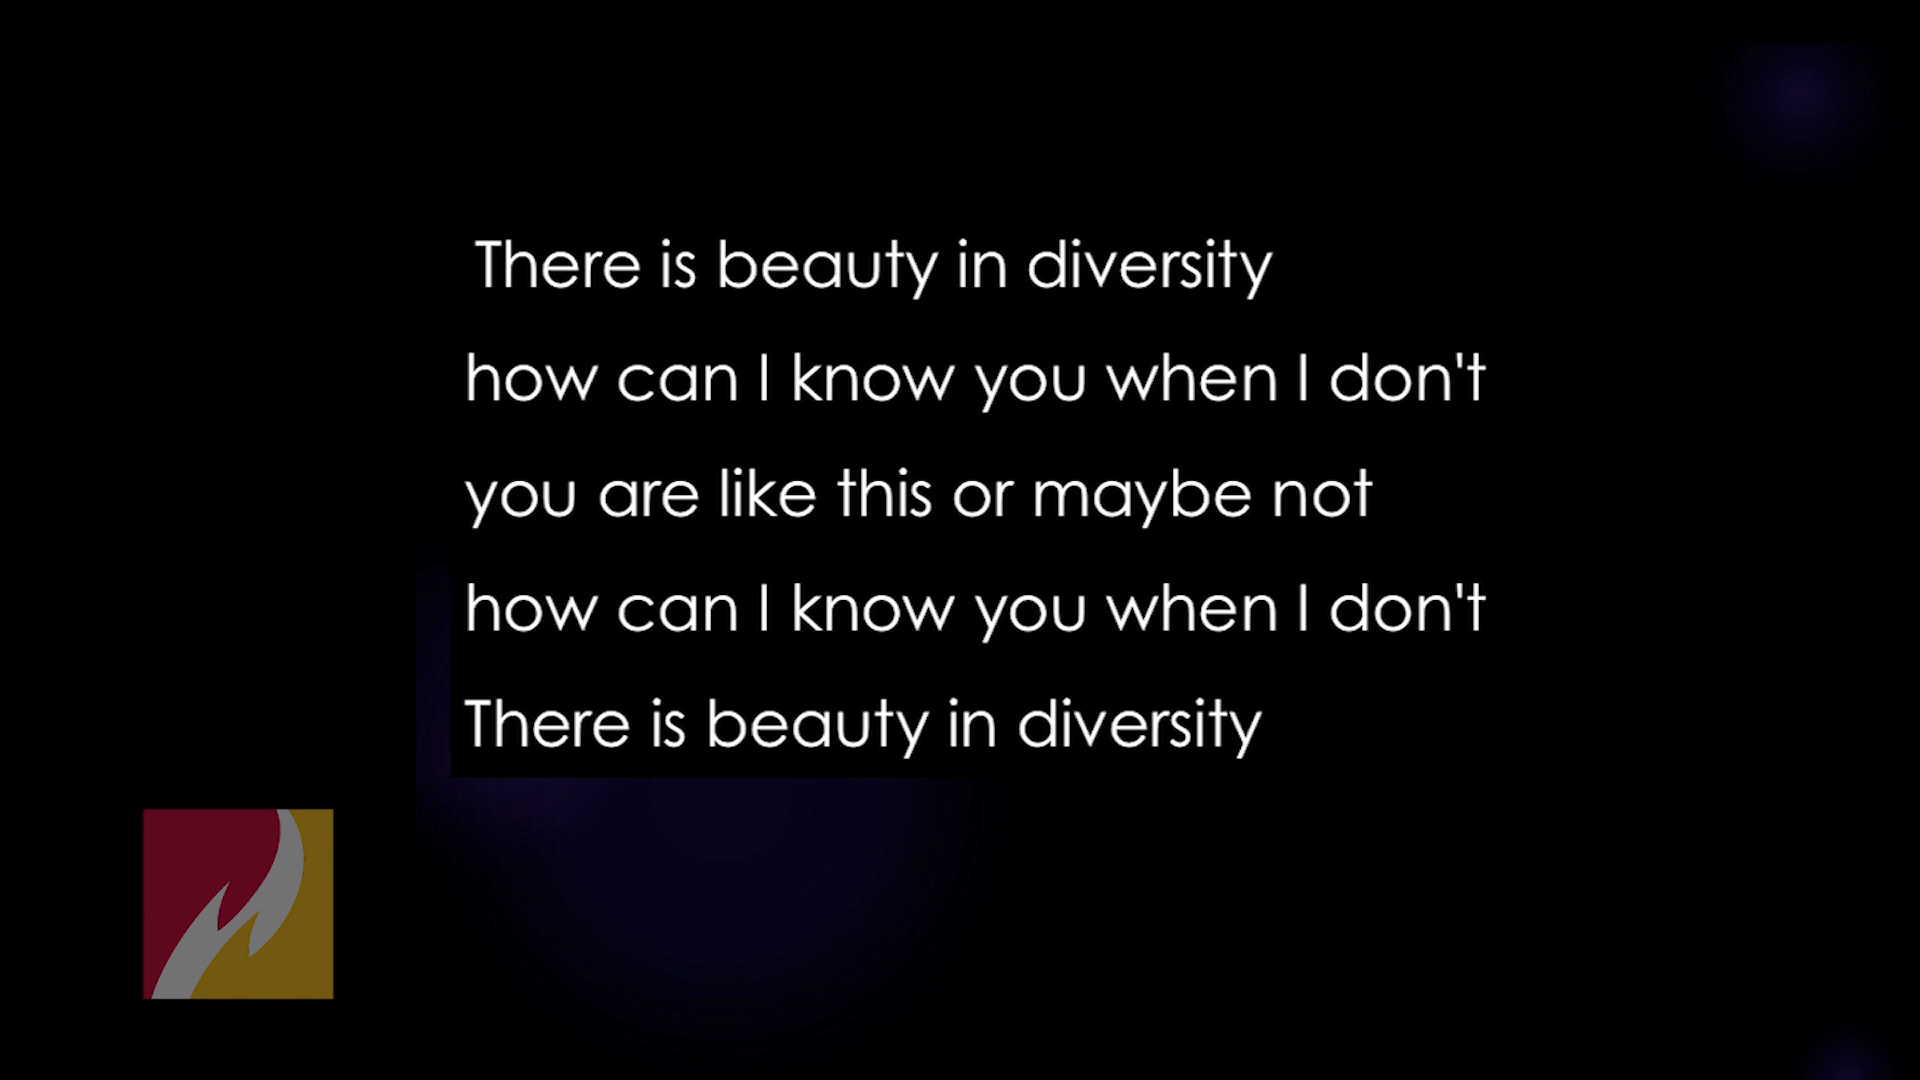 There is beauty in diversity
how can I know you when I don't
you are like this or maybe not
how can I know you when I don't
There is beauty in diversity